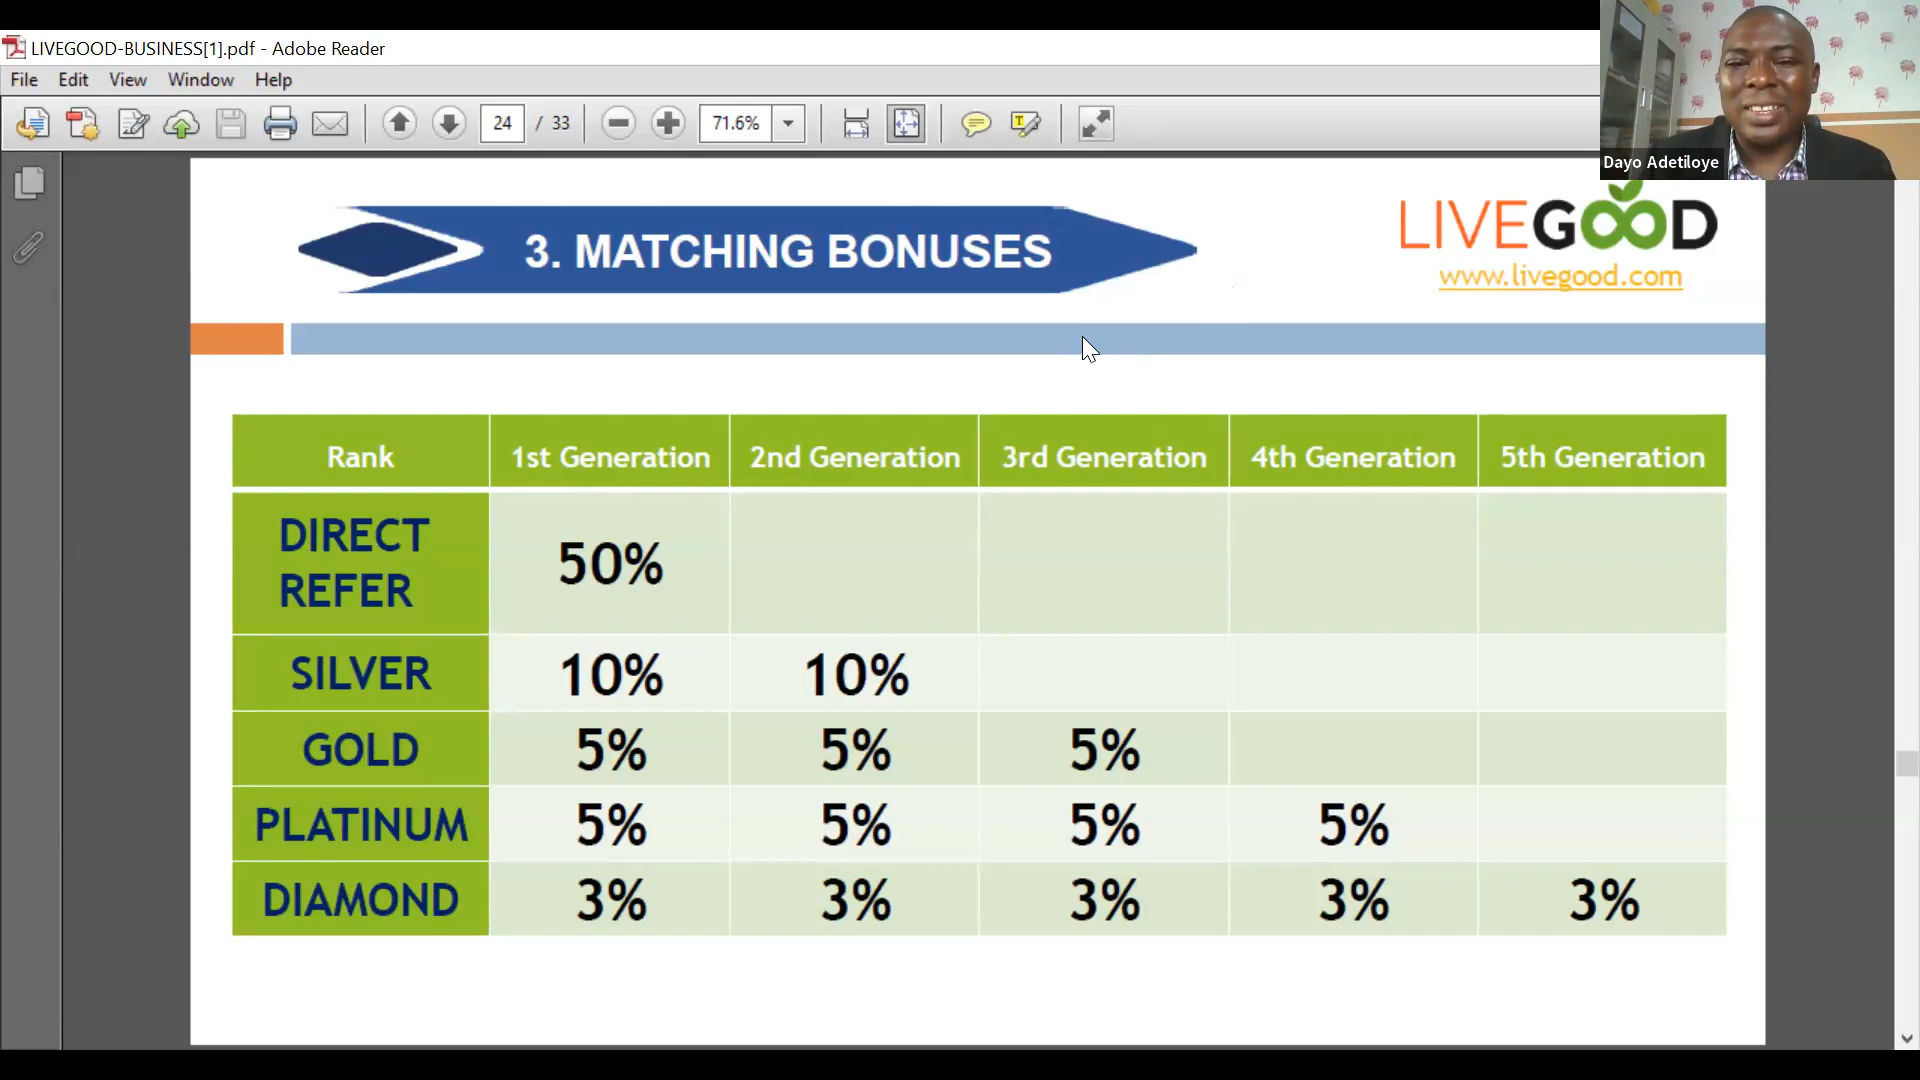 LIVEGOOD-BUSINESS[1].pdf - Adobe Reader
File Edit View Window Help
24 / 33 71.6%
Dayo Adetiloye
3. MATCHING BONUSES
LIVEGOOD
www.livegood.com
Rank 1st Generation 2nd Generation 3rd Generation 4th Generation 5th Generation
DIRECT
REFER
50%
SILVER 10% 10%
GOLD 5% 5% 5%
PLATINUM 5% 5% 5% 5%
DIAMOND 3% 3% 3% 3% 3%